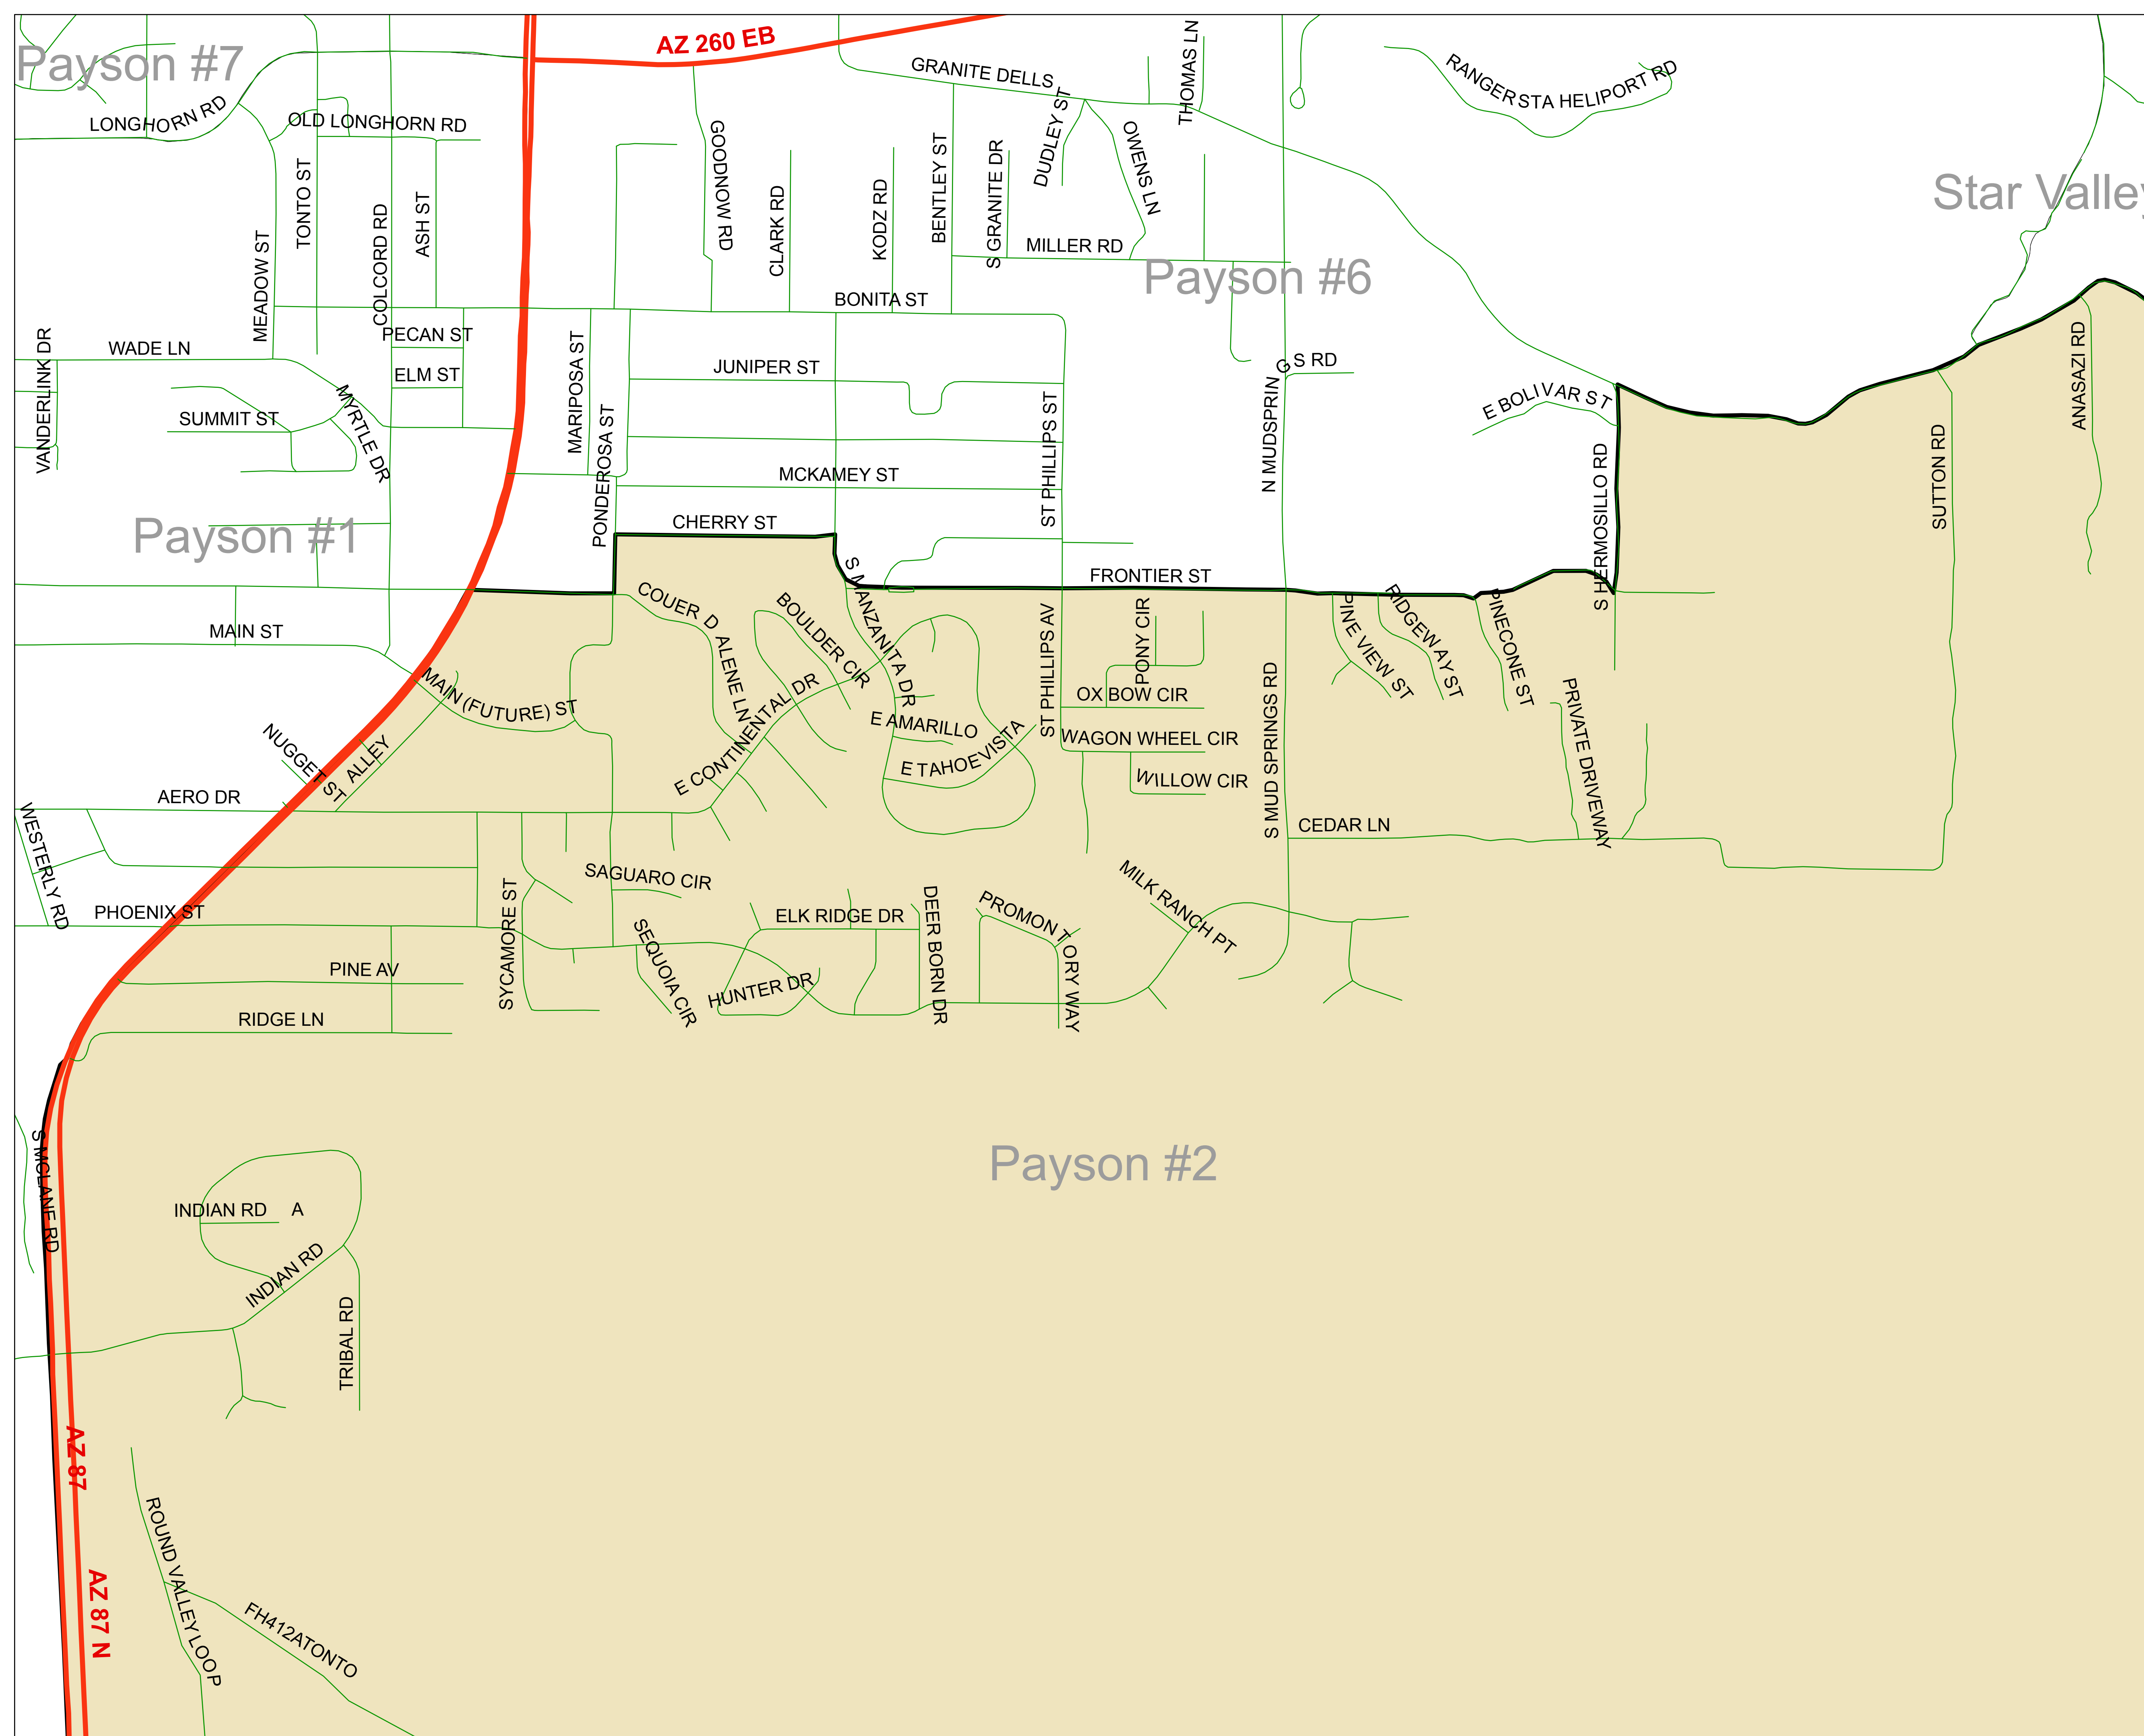 Payson #7
AZ 260 EB
GRANITE DELLS
THOMAS LN
RANGER STA HELIPORT RD
LONGHORN RD
OLD LONGHORN RD
DUDLEY ST
OWENS LN
GOODNOW RD
BENTLEY ST
S GRANITE DR
Star Valley
TONTO ST
ASH ST
CLARK RD
KODZ RD
COLCORD RD
MEADOW ST
MILLER RD
Payson #6
BONITA ST
PECAN ST
WADE LN
VANDERLINK DR
ELM ST
MARIPOSA ST
JUNIPER ST
N MUDSPRINGS RD
ANASAZI RD
E BOLIVAR ST
SUMMIT ST
MYRTLE DR
PONDEROSA ST
ST PHILLIPS ST
MCKAMEY ST
SUTTON RD
S HERMOSILLO RD
Payson #1
CHERRY ST
FRONTIER ST
COUER D ALENE LN
BOULDER CIR
S MANZANITA DR
ST PHILLIPS AV
PONY CIR
PINE VIEW ST
RIDGEWAY ST
PINECONE ST
MAIN ST
MAIN (FUTURE) ST
OX BOW CIR
S MUD SPRINGS RD
PRIVATE DRIVEWAY
E CONTINENTAL DR
E AMARILLO
E TAHOE VISTA
WAGON WHEEL CIR
WILLOW CIR
NUGGET ST
ALLEY
AERO DR
WESTERLY RD
CEDAR LN
SAGUARO CIR
MILK RANCH PT
PHOENIX ST
SYCAMORE ST
SEQUOIA CIR
ELK RIDGE DR
DEER BORN DR
PROMONTORY WAY
PINE AV
HUNTER DR
RIDGE LN
Payson #2
S MCLANE RD
INDIAN RD A
INDIAN RD
TRIBAL RD
AZ 87
ROUND VALLEY LOOP
AZ 87 N
FH412ATONTO